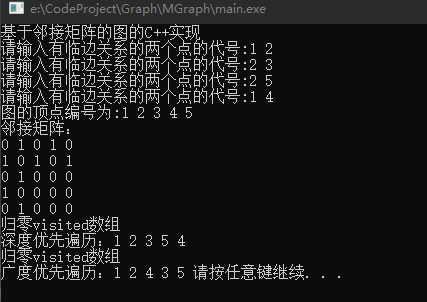 e:\CodeProject\Graph\MGraph\main.exe
基于邻接矩阵的图的C++实现
请输入有临边关系的两个点的代号:1 2
请输入有临边关系的两个点的代号:2 3
请输入有临边关系的两个点的代号:2 5
请输入有临边关系的两个点的代号:1 4
图的顶点编号为:1 2 3 4 5
邻接矩阵：
0 1 0 1 0
1 0 1 0 1
0 1 0 0 0
1 0 0 0 0
0 1 0 0 0
归零visited数组
深度优先遍历：1 2 3 5 4
归零visited数组
广度优先遍历：1 2 4 3 5 请按任意键继续. . .